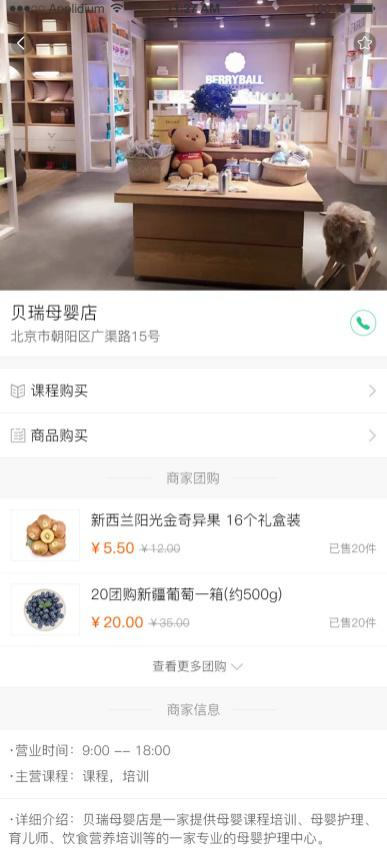 Applidium
11:27 AM
BERRYBALL
贝瑞母婴店
北京市朝阳区广渠路15号
课程购买
商品购买
商家团购
新西兰阳光金奇异果 16个礼盒装
¥5.50 ¥12.00 已售20件
20团购新疆葡萄一箱(约500g)
¥20.00 ¥35.00 已售20件
查看更多团购
商家信息
·营业时间：9:00 -- 18:00
·主营课程：课程，培训
·详细介绍：贝瑞母婴店是一家提供母婴课程培训、母婴护理、
育儿师、饮食营养培训等的一家专业的母婴护理中心。